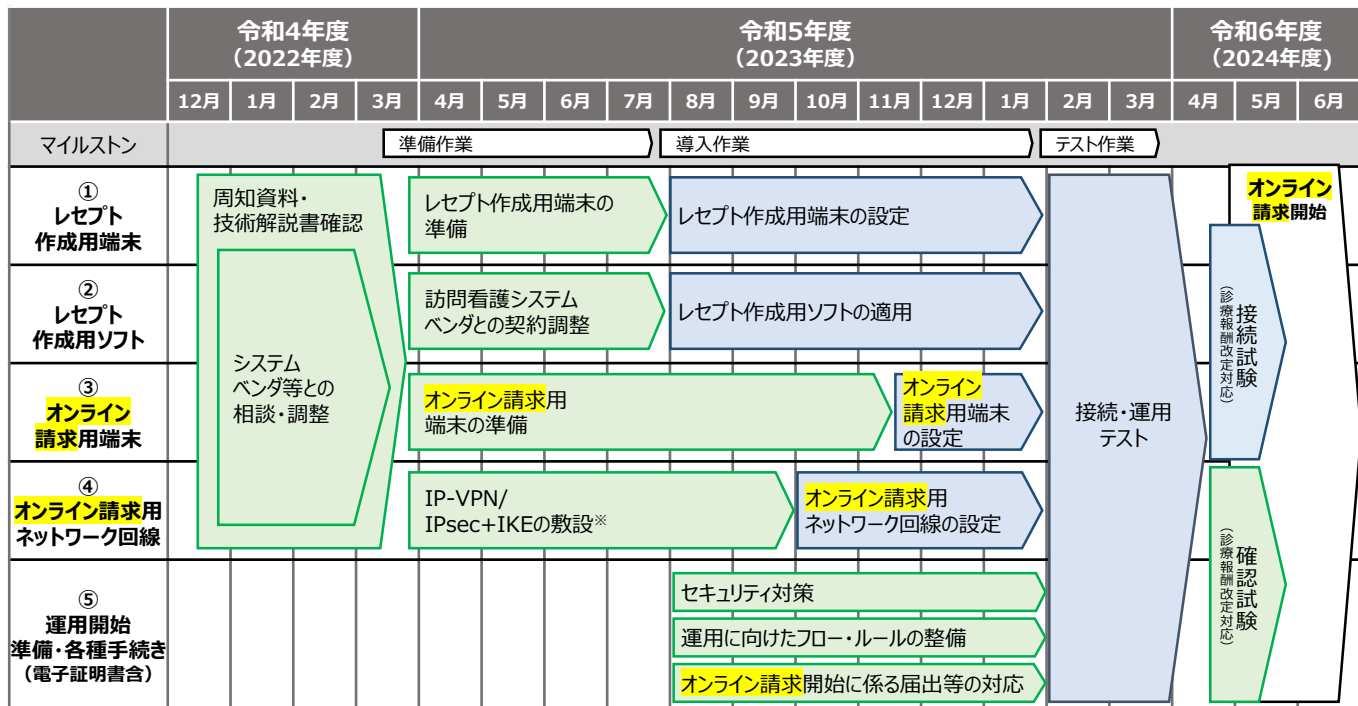 令和4年度
（2022年度）
令和5年度
（2023年度）
令和6年度
（2024年度）
12月 1月 2月 3月 4月 5月 6月 7月 8月 9月 10月 11月 12月 1月 2月 3月 4月 5月 6月
マイルストン
準備作業
導入作業
テスト作業
①
レセプト
作成用端末
周知資料・
技術解説書確認
レセプト作成用端末の
準備
レセプト作成用端末の設定
オンライン
請求開始
②
レセプト
作成用ソフト
訪問看護システム
ベンダとの契約調整
レセプト作成用ソフトの適用
接続試験
（診療報酬改定対応）
③
オンライン
請求用端末
システム
ベンダ等との
相談・調整
オンライン請求用
端末の準備
オンライン
請求用端末
の設定
接続・運用
テスト
④
オンライン請求用
ネットワーク回線
IP-VPN/
IPsec+IKEの敷設※
オンライン請求用
ネットワーク回線の設定
⑤
運用開始
準備・各種手続き
（電子証明書含）
セキュリティ対策
運用に向けたフロー・ルールの整備
オンライン請求開始に係る届出等の対応
確認試験
（診療報酬改定対応）